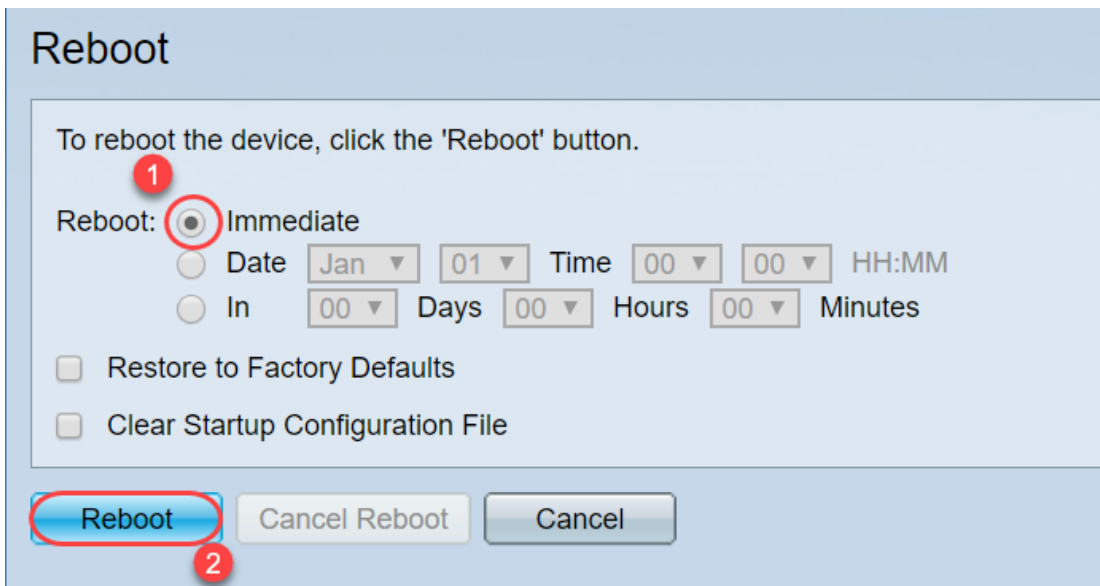 Reboot
To reboot the device, click the 'Reboot' button.
1
Reboot: Immediate
Date Jan 01 Time 00 00 HH:MM
In 00 Days 00 Hours 00 Minutes
Restore to Factory Defaults
Clear Startup Configuration File
Reboot Cancel Reboot Cancel
2